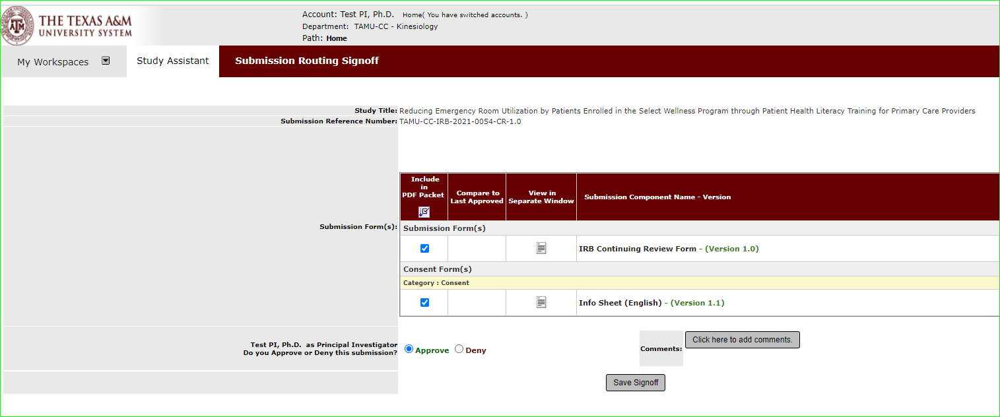 THE TEXAS A&M
UNIVERSITY SYSTEM
Account: Test PI, Ph.D. Home( You have switched accounts. )
Department: TAMU-CC - Kinesiology
Path: Home
My Workspaces
Study Assistant
Submission Routing Signoff
Study Title: Reducing Emergency Room Utilization by Patients Enrolled in the Select Wellness Program through Patient Health Literacy Training for Primary Care Providers
Submission Reference Number: TAMU-CC-IRB-2021-0054-CR-1.0
Submission Form(s):
Include
in
PDF Packet
Compare to
Last Approved
View in
Separate Window
Submission Component Name - Version
Submission Form(s)
IRB Continuing Review Form - (Version 1.0)
Consent Form(s)
Category : Consent
Info Sheet (English) - (Version 1.1)
Test PI, Ph.D. as Principal Investigator
Do you Approve or Deny this submission?
Approve Deny
Comments:
Click here to add comments.
Save Signoff